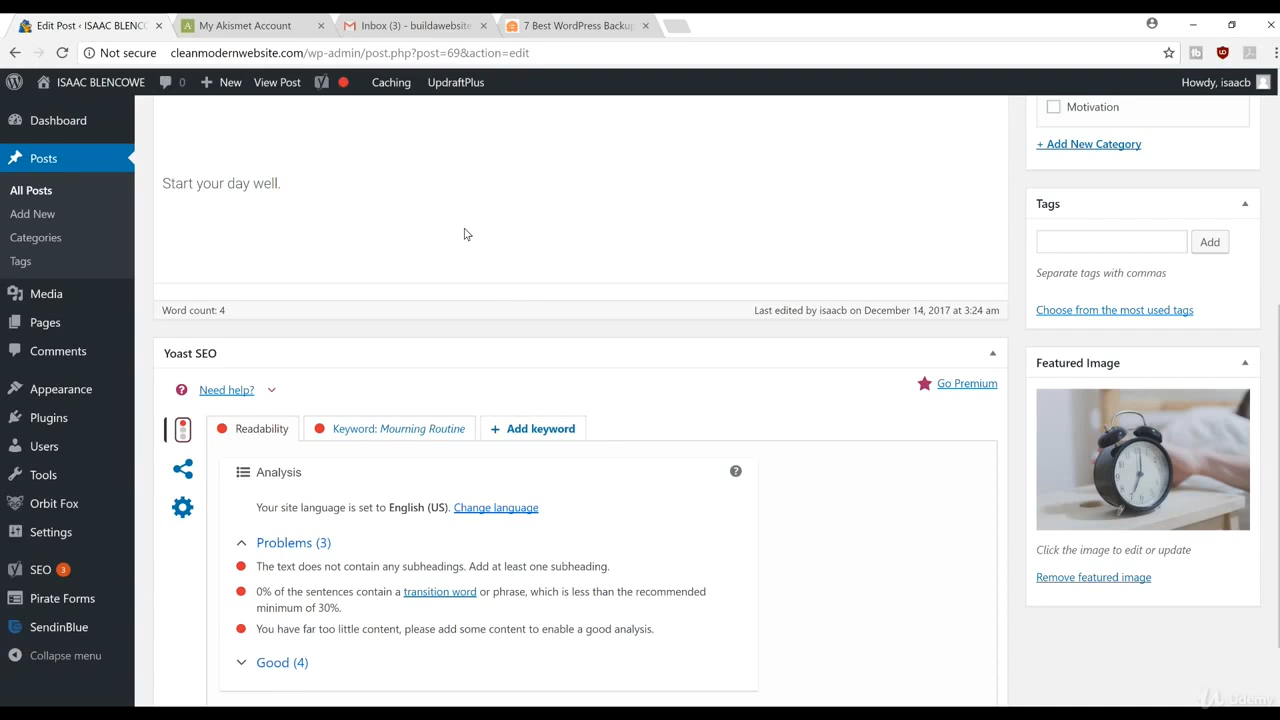 Edit Post ‹ ISAAC BLENCO
My Akismet Account
Inbox (3) - buildawebsite
7 Best WordPress Backup
Not secure
cleanmodernwebsite.com/wp-admin/post.php?post=69&action=edit
ISAAC BLENCOWE
0
New
View Post
Caching
UpdraftPlus
Howdy, isaacb
Dashboard
Posts
All Posts
Add New
Categories
Tags
Media
Pages
Comments
Appearance
Plugins
Users
Tools
Orbit Fox
Settings
SEO 3
Pirate Forms
SendinBlue
Collapse menu
Start your day well.
Word count: 4
Last edited by isaacb on December 14, 2017 at 3:24 am
Yoast SEO
Need help?
Go Premium
Readability
Keyword: Mourning Routine
+ Add keyword
Analysis
Your site language is set to English (US). Change language
Problems (3)
The text does not contain any subheadings. Add at least one subheading.
0% of the sentences contain a transition word or phrase, which is less than the recommended
minimum of 30%.
You have far too little content, please add some content to enable a good analysis.
Good (4)
Motivation
+ Add New Category
Tags
Add
Separate tags with commas
Choose from the most used tags
Featured Image
Click the image to edit or update
Remove featured image
Udemy